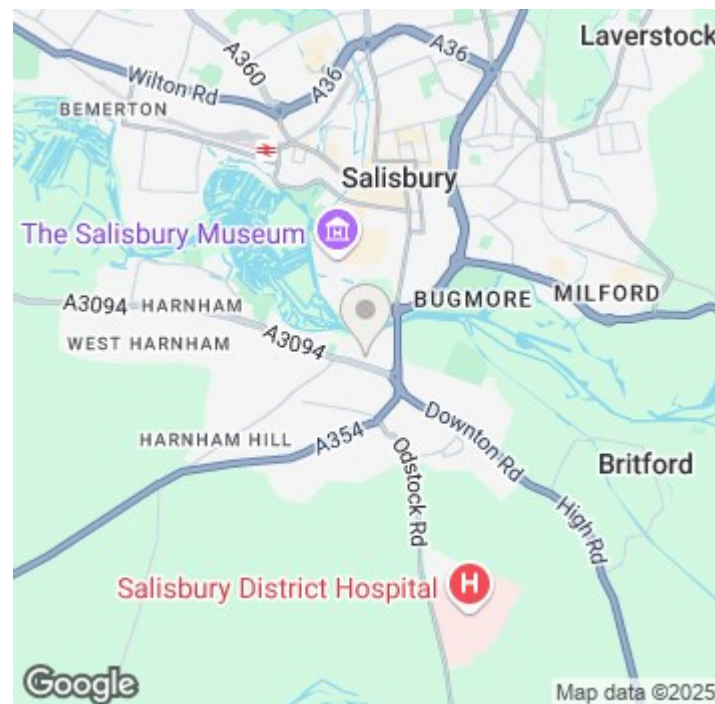 Laverstock
A360
A36
A36
Wilton Rd
BEMERTON
Salisbury
The Salisbury Museum
A3094
HARNHAM
BUGMORE
MILFORD
WEST HARNHAM
A3094
HARNHAM HILL
A354
Downton Rd
Odstock Rd
Britford
High Rd
Salisbury District Hospital
H
Google
Map data ©2025